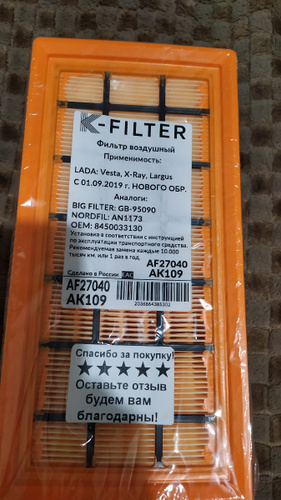 K-FILTER
Фильтр воздушный
Применимость:
LADA: Vesta, X-Ray, Largus
С 01.09.2019 г. НОВОГО ОБР.
Аналоги:
BIG FILTER: GB-95090
NORDFIL: AN1173
OEM: 8450033130
Установка в соответствии с инструкцией
по эксплуатации транспортного средства.
Рекомендуемая замена каждые 10.000
тысяч км. или 1 раз в год.
AF27040
AK109
Сделано в России EAC
AF27040
AK109
2036864385302
Спасибо за покупку!
★★★★★
Оставьте отзыв
будем вам
благодарны!